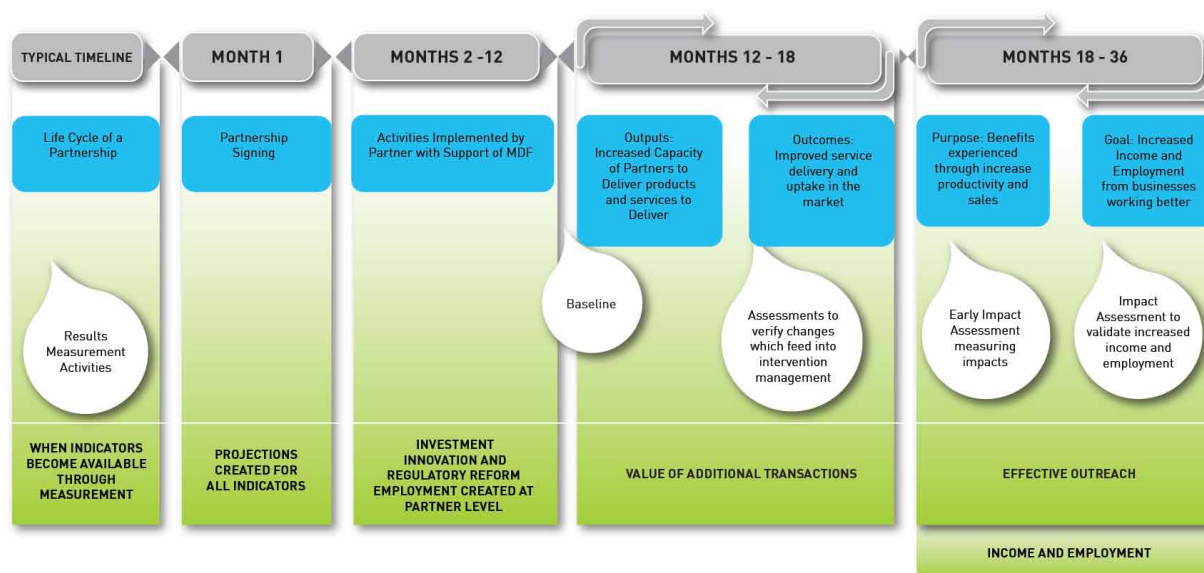 TYPICAL TIMELINE
MONTH 1
MONTHS 2 -12
MONTHS 12 - 18
MONTHS 18 - 36
Life Cycle of a
Partnership
Partnership
Signing
Activities Implemented by
Partner with Support of MDF
Outputs:
Increased Capacity
of Partners to
Deliver products
and services to
Deliver
Outcomes:
Improved service
delivery and
uptake in the
market
Purpose: Benefits
experienced
through increase
productivity and
sales
Goal: Increased
Income and
Employment
from businesses
working better
Results
Measurement
Activities
Baseline
Assessments to
verify changes
which feed into
intervention
management
Early Impact
Assessment
measuring
impacts
Impact
Assessment to
validate increased
income and
employment
WHEN INDICATORS
BECOME AVAILABLE
THROUGH
MEASUREMENT
PROJECTIONS
CREATED FOR
ALL INDICATORS
INVESTMENT
INNOVATION AND
REGULATORY REFORM
EMPLOYMENT CREATED AT
PARTNER LEVEL
VALUE OF ADDITIONAL TRANSACTIONS
EFFECTIVE OUTREACH
INCOME AND EMPLOYMENT